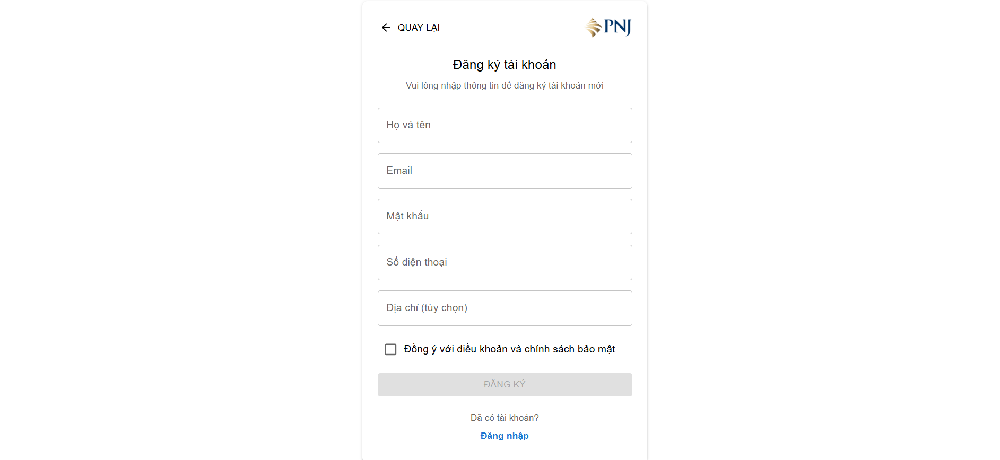 QUAY LẠI
PNJ
Đăng ký tài khoản
Vui lòng nhập thông tin để đăng ký tài khoản mới
Họ và tên
Email
Mật khẩu
Số điện thoại
Địa chỉ (tùy chọn)
Đồng ý với điều khoản và chính sách bảo mật
ĐĂNG KÝ
Đã có tài khoản?
Đăng nhập